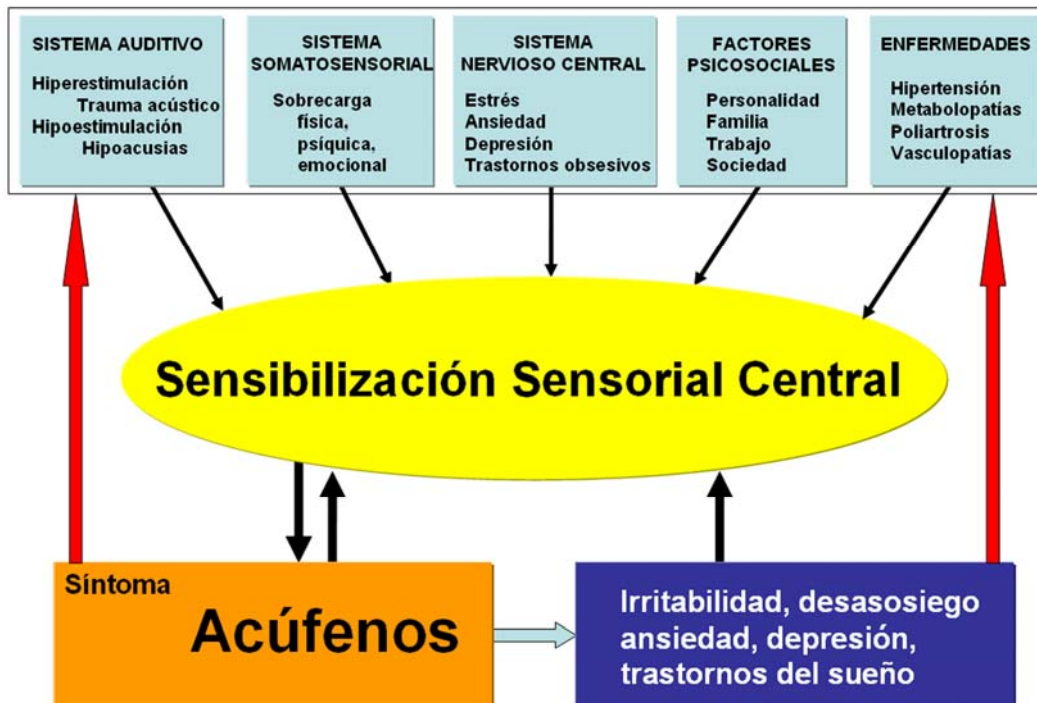 SISTEMA AUDITIVO
Hiperestimulación
Trauma acústico
Hipoestimulación
Hipoacusias
SISTEMA
SOMATOSENSORIAL
Sobrecarga
física,
psíquica,
emocional
SISTEMA
NERVIOSO CENTRAL
Estrés
Ansiedad
Depresión
Trastornos obsesivos
FACTORES
PSICOSOCIALES
Personalidad
Familia
Trabajo
Sociedad
ENFERMEDADES
Hipertensión
Metabolopatías
Poliartrosis
Vasculopatías
Sensibilización Sensorial Central
Síntoma
Acúfenos
Irritabilidad, desasosiego
ansiedad, depresión,
trastornos del sueño